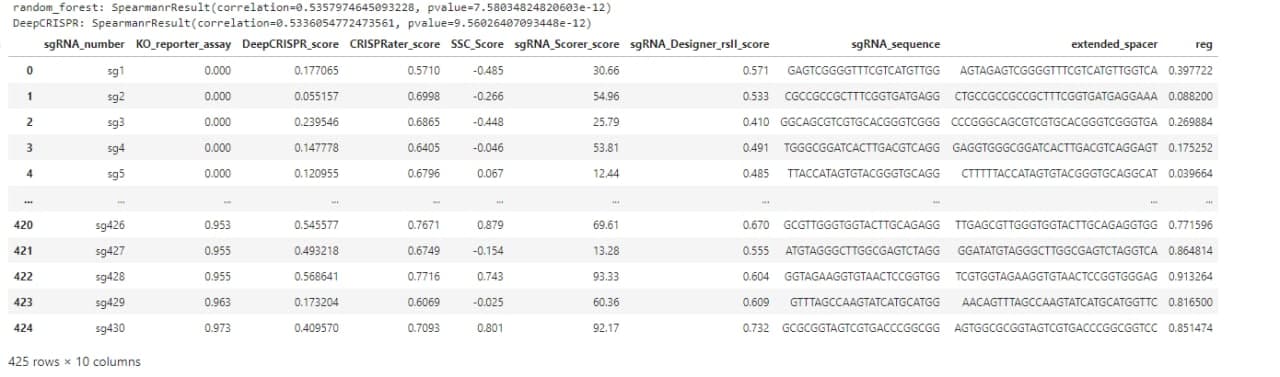 random_forest: SpearmanrResult(correlation=0.5357974645093228, pvalue=7.58034824820603e-12)
DeepCRISPR: SpearmanrResult(correlation=0.5336054772473561, pvalue=9.56026407093448e-12)
sgRNA_number KO_reporter_assay DeepCRISPR_score CRISPRater_score SSC_Score sgRNA_Scorer_score sgRNA_Designer_rsII_score sgRNA_sequence extended_spacer reg
0 sg1 0.000 0.177065 0.5710 -0.485 30.66 0.571 GAGTCGGGGTTTCGTCATGTTGG AGTAGAGTCGGGGTTTCGTCATGTTGGTCA 0.397722
1 sg2 0.000 0.055157 0.6998 -0.266 54.96 0.533 CGCCGCCGCTTTCGGTGATGAGG CTGCCGCCGCCGCTTTCGGTGATGAGGAAA 0.088200
2 sg3 0.000 0.239546 0.6865 -0.448 25.79 0.410 GGCAGCGTCGTGCACGGGTCGGG CCCGGGCAGCGTCGTGCACGGGTCGGGTGA 0.269884
3 sg4 0.000 0.147778 0.6405 -0.046 53.81 0.491 TGGGCGGATCACTTGACGTCAGG GAGGTGGGCGGATCACTTGACGTCAGGAGT 0.175252
4 sg5 0.000 0.120955 0.6796 0.067 12.44 0.485 TTACCATAGTGTACGGGTGCAGG CTTTTTACCATAGTGTACGGGTGCAGGCAT 0.039664
... ... ... ... ... ... ... ... ... ... ...
420 sg426 0.953 0.545577 0.7671 0.879 69.61 0.670 GCGTTGGGTGGTACTTGCAGAGG TTGAGCGTTGGGTGGTACTTGCAGAGGTGG 0.771596
421 sg427 0.955 0.493218 0.6749 -0.154 13.28 0.555 ATGTAGGGCTTGGCGAGTCTAGG GGATATGTAGGGCTTGGCGAGTCTAGGTCA 0.864814
422 sg428 0.955 0.568641 0.7716 0.743 93.33 0.604 GGTAGAAGGTGTAACTCCGGTGG TCGTGGTAGAAGGTGTAACTCCGGTGGGAG 0.913264
423 sg429 0.963 0.173204 0.6069 -0.025 60.36 0.609 GTTTAGCCAAGTATCATGCATGG AACAGTTTAGCCAAGTATCATGCATGGTTC 0.816500
424 sg430 0.973 0.409570 0.7093 0.801 92.17 0.732 GCGCGGTAGTCGTGACCCGGCGG AGTGGCGCGGTAGTCGTGACCCGGCGGTCC 0.851474
425 rows × 10 columns